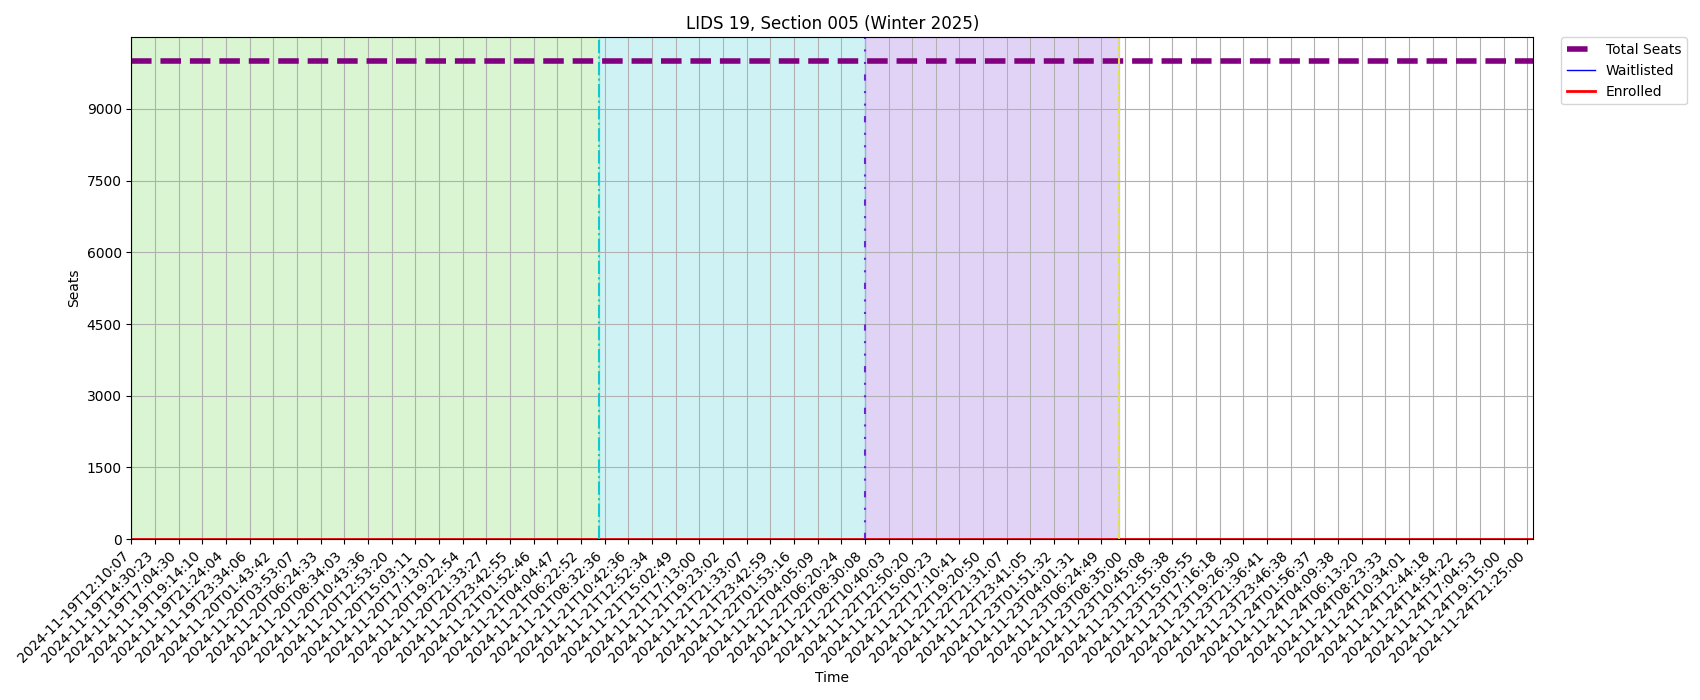 LIDS 19, Section 005 (Winter 2025)
Total Seats
Waitlisted
Enrolled
Seats
9000
7500
6000
4500
3000
1500
0
2024-11-19T12:10:07
2024-11-19T14:30:23
2024-11-19T17:04:30
2024-11-19T19:14:10
2024-11-19T21:24:04
2024-11-19T23:34:06
2024-11-20T01:43:42
2024-11-20T03:53:07
2024-11-20T06:24:33
2024-11-20T08:34:03
2024-11-20T10:43:36
2024-11-20T12:53:20
2024-11-20T15:03:11
2024-11-20T17:13:01
2024-11-20T19:22:54
2024-11-20T21:33:27
2024-11-20T23:42:55
2024-11-21T01:52:46
2024-11-21T04:04:47
2024-11-21T06:22:52
2024-11-21T08:32:36
2024-11-21T10:42:36
2024-11-21T12:52:34
2024-11-21T15:02:49
2024-11-21T17:13:00
2024-11-21T19:23:02
2024-11-21T21:33:07
2024-11-21T23:42:59
2024-11-22T01:53:16
2024-11-22T04:05:09
2024-11-22T06:20:24
2024-11-22T08:30:08
2024-11-22T10:40:03
2024-11-22T12:50:20
2024-11-22T15:00:23
2024-11-22T17:10:41
2024-11-22T19:20:50
2024-11-22T21:31:07
2024-11-22T23:41:05
2024-11-23T01:51:32
2024-11-23T04:01:31
2024-11-23T06:24:49
2024-11-23T08:35:00
2024-11-23T10:45:08
2024-11-23T12:55:38
2024-11-23T15:05:55
2024-11-23T17:16:18
2024-11-23T19:26:30
2024-11-23T21:36:41
2024-11-23T23:46:38
2024-11-24T01:56:37
2024-11-24T04:09:38
2024-11-24T06:13:20
2024-11-24T08:23:33
2024-11-24T10:34:01
2024-11-24T12:44:18
2024-11-24T14:54:22
2024-11-24T17:04:53
2024-11-24T19:15:00
2024-11-24T21:25:00
Time